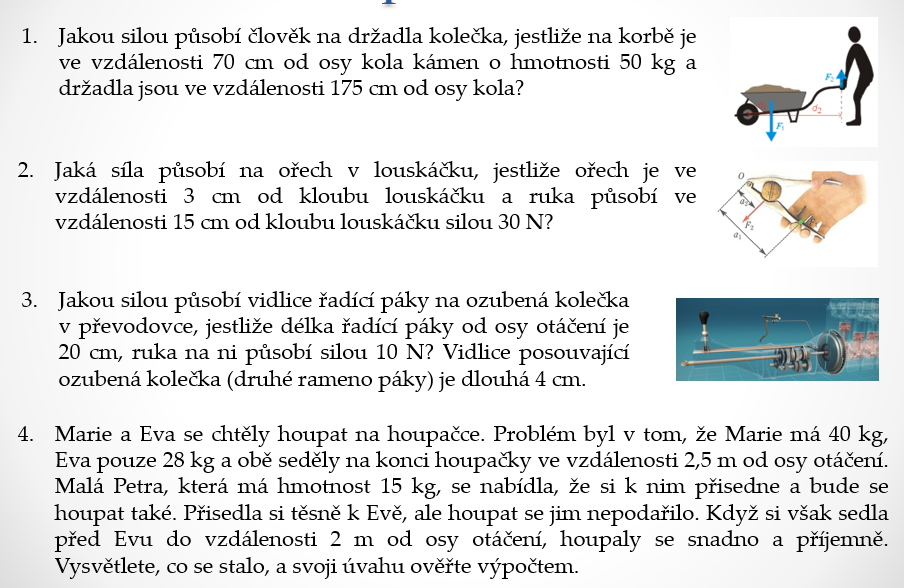 1. Jakou silou působí člověk na držadla kolečka, jestliže na korbě je
ve vzdálenosti 70 cm od osy kola kámen o hmotnosti 50 kg a
držadla jsou ve vzdálenosti 175 cm od osy kola?
F₂
d₂
F₁
2. Jaká síla působí na ořech v louskáčku, jestliže ořech je ve
vzdálenosti 3 cm od kloubu louskáčku a ruka působí ve
vzdálenosti 15 cm od kloubu louskáčku silou 30 N?
O
a₂
F₂
a₁
3. Jakou silou působí vidlice řadící páky na ozubená kolečka
v převodovce, jestliže délka řadící páky od osy otáčení je
20 cm, ruka na ni působí silou 10 N? Vidlice posouvající
ozubená kolečka (druhé rameno páky) je dlouhá 4 cm.
4. Marie a Eva se chtěly houpat na houpačce. Problém byl v tom, že Marie má 40 kg,
Eva pouze 28 kg a obě seděly na konci houpačky ve vzdálenosti 2,5 m od osy otáčení.
Malá Petra, která má hmotnost 15 kg, se nabídla, že si k nim přisedne a bude se
houpat také. Přisedla si těsně k Evě, ale houpat se jim nepodařilo. Když si však sedla
před Evu do vzdálenosti 2 m od osy otáčení, houpaly se snadno a příjemně.
Vysvětlete, co se stalo, a svoji úvahu ověřte výpočtem.